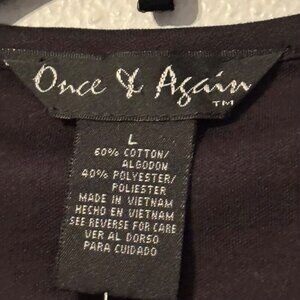 Once & Again
TM
L
60% COTTON/
ALGODON
40% POLYESTER/
POLIESTER
MADE IN VIETNAM
HECHO EN VIETNAM
SEE REVERSE FOR CARE
VER AL DORSO
PARA CUIDADO